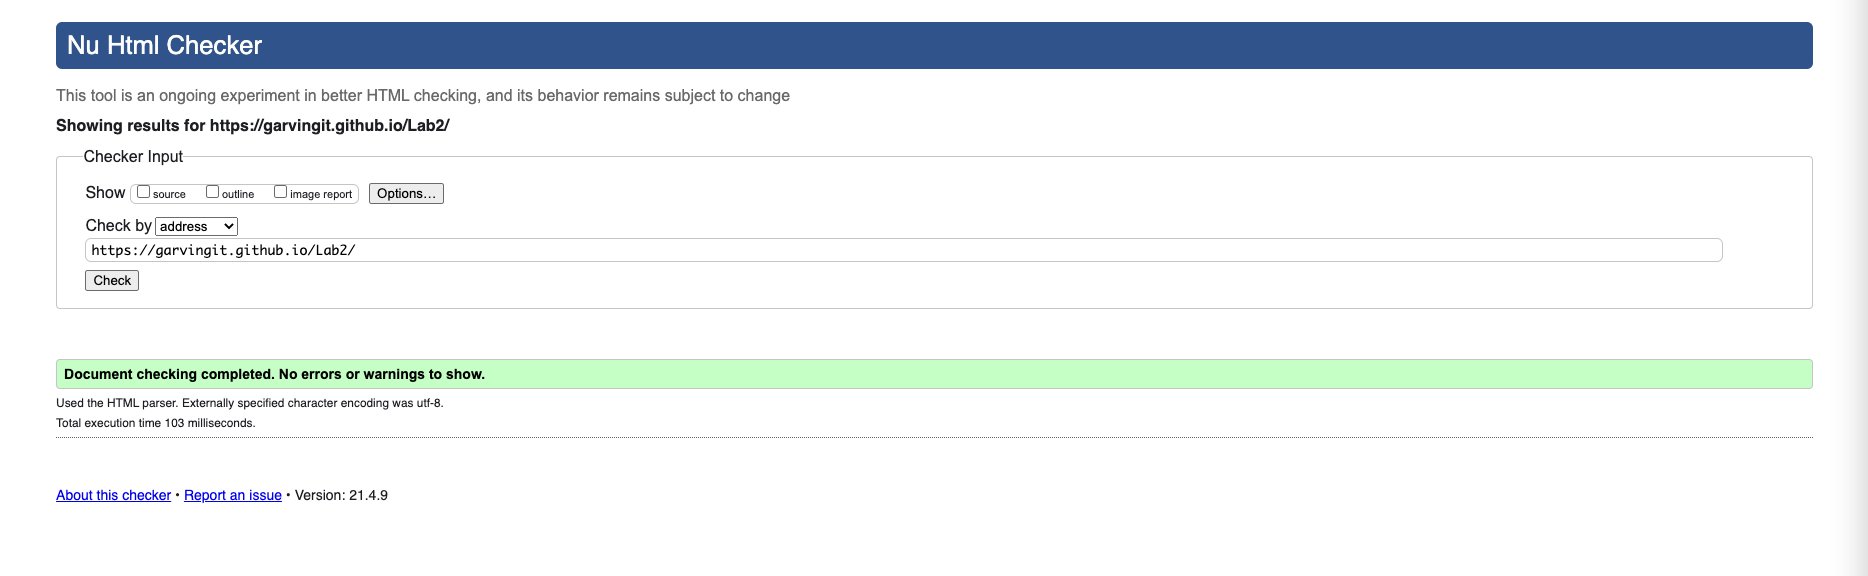 Nu Html Checker
This tool is an ongoing experiment in better HTML checking, and its behavior remains subject to change
Showing results for https://garvingit.github.io/Lab2/
Checker Input
Show source outline image report Options…
Check by address
https://garvingit.github.io/Lab2/
Check
Document checking completed. No errors or warnings to show.
Used the HTML parser. Externally specified character encoding was utf-8.
Total execution time 103 milliseconds.
About this checker • Report an issue • Version: 21.4.9